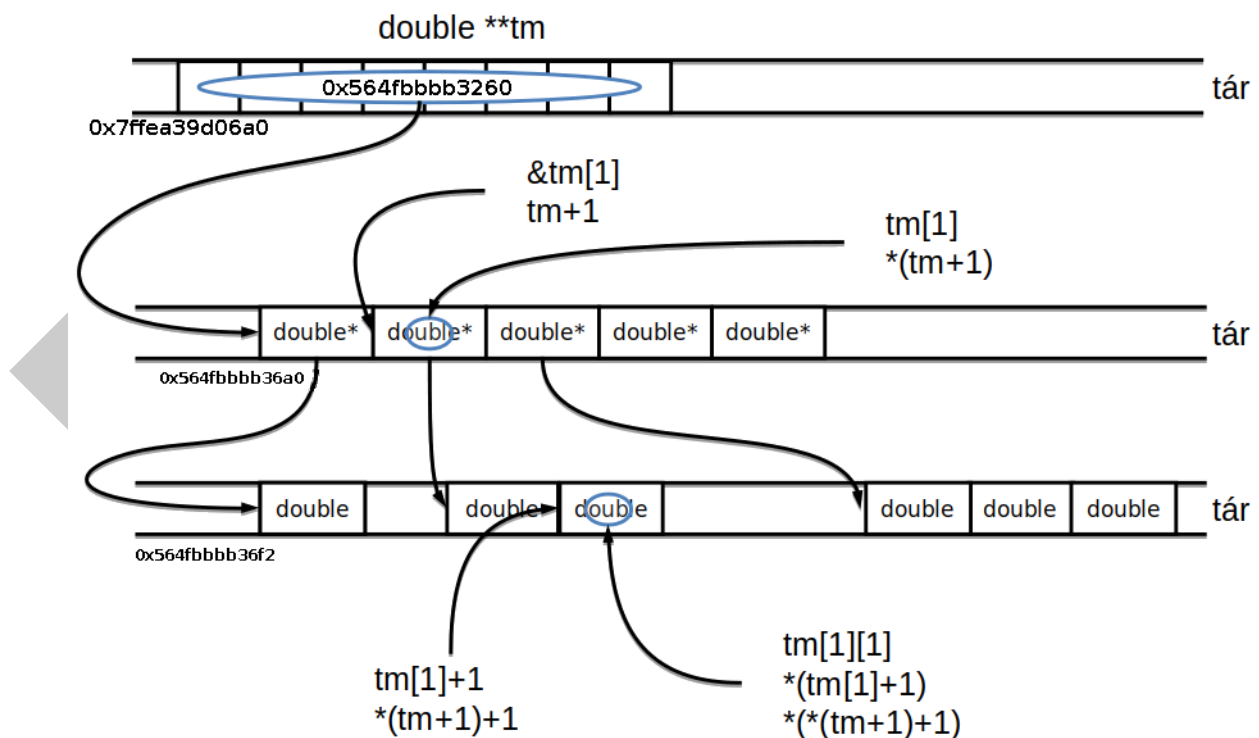 double **tm
0x564fbbbb3260
tár
0x7ffea39d06a0
&tm[1]
tm+1
tm[1]
*(tm+1)
double* double* double* double* double*
tár
0x564fbbbb36a0
double double double double double double
tár
0x564fbbbb36f2
tm[1]+1
*(tm+1)+1
tm[1][1]
*(tm[1]+1)
*(*(tm+1)+1)